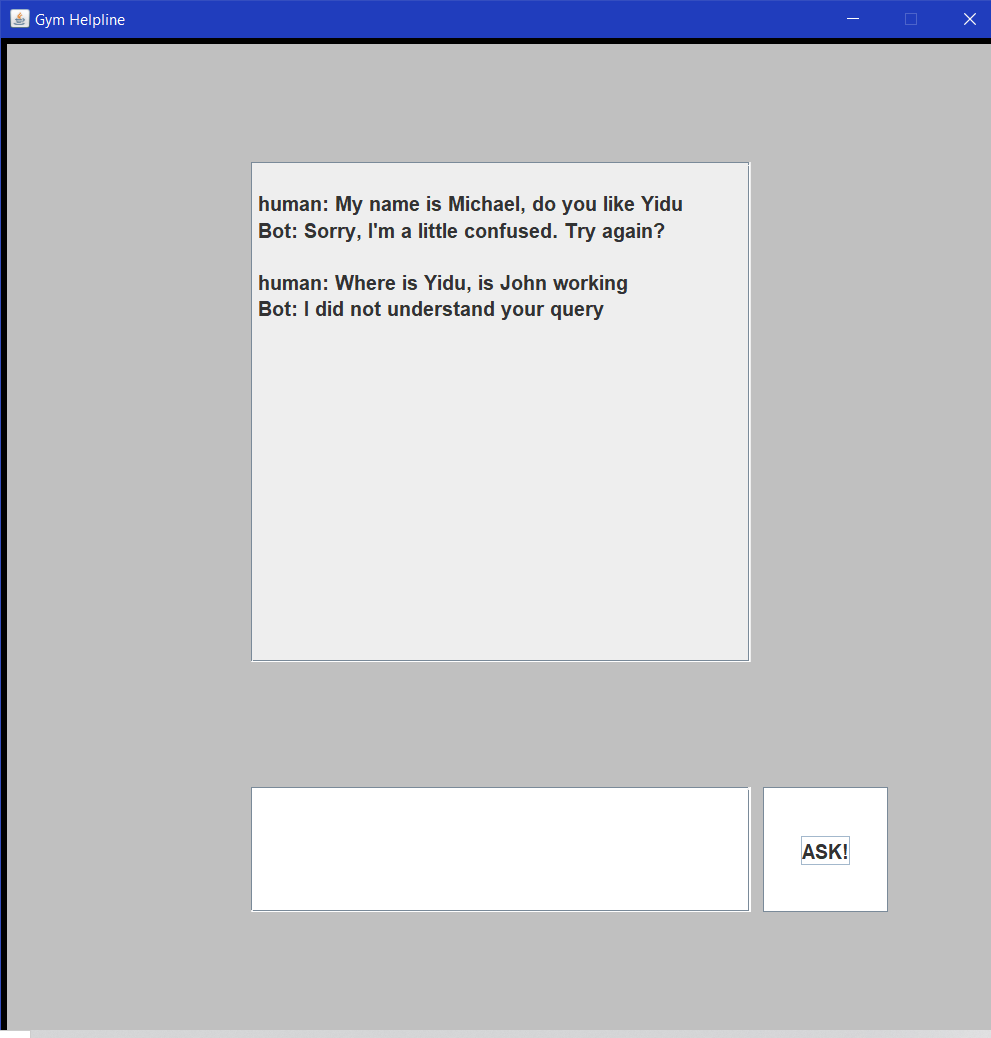 Gym Helpline
human: My name is Michael, do you like Yidu
Bot: Sorry, I'm a little confused. Try again?
human: Where is Yidu, is John working
Bot: I did not understand your query
ASK!